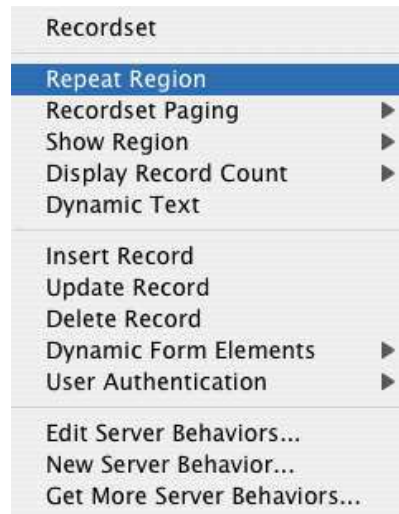 Recordset
Repeat Region
Recordset Paging
Show Region
Display Record Count
Dynamic Text
Insert Record
Update Record
Delete Record
Dynamic Form Elements
User Authentication
Edit Server Behaviors...
New Server Behavior...
Get More Server Behaviors...